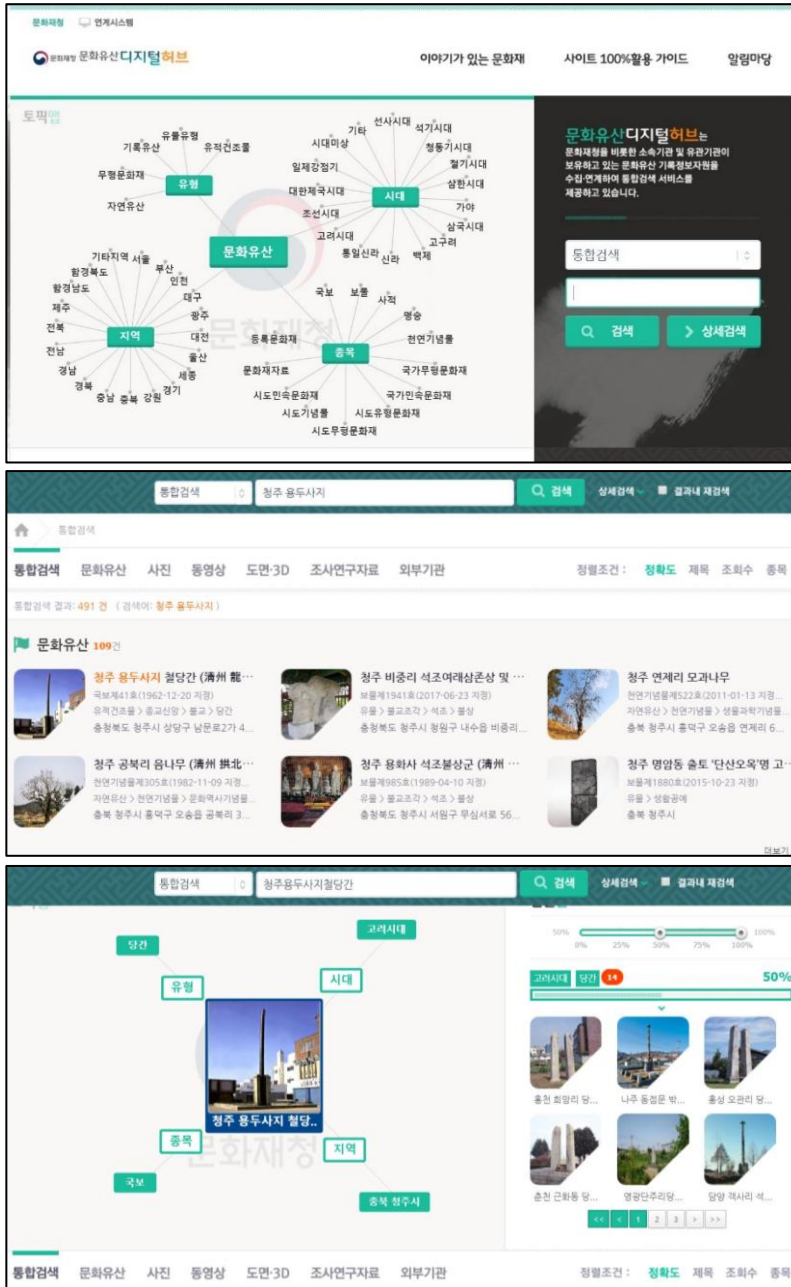 문화재청 연계시스템
문화재청 문화유산디지털허브
이야기가 있는 문화재 사이트 100%활용 가이드 알림마당
토픽맵
문화유산
유형
유물유형
기록유산
유적건조물
무형문화재
자연유산
시대
선사시대
기타
석기시대
시대미상
청동기시대
일제강점기
철기시대
대한제국시대
삼한시대
조선시대
가야
고려시대
삼국시대
통일신라
신라
백제
고구려
지역
기타지역
서울
부산
함경북도
인천
함경남도
대구
제주
광주
전북
대전
전남
울산
경남
세종
경북
경기
충남
충북
강원
종목
국보
보물
사적
명승
등록문화재
천연기념물
문화재자료
국가무형문화재
시도민속문화재
국가민속문화재
시도기념물
시도유형문화재
시도무형문화재
문화재청
문화유산디지털허브는
문화재청을 비롯한 소속기관 및 유관기관이
보유하고 있는 문화유산 기록정보자원을
수집·연계하여 통합검색 서비스를
제공하고 있습니다.
통합검색
검색 상세검색
통합검색 청주 용두사지 검색 상세검색 결과내 재검색
통합검색
통합검색 문화유산 사진 동영상 도면·3D 조사연구자료 외부기관 정렬조건 : 정확도 제목 조회수 종목
통합검색 결과: 491 건 ( 검색어: 청주 용두사지 )
문화유산 109건
청주 용두사지 철당간 (清州 龍…
국보제41호(1962-12-20 지정)
유적건조물 > 종교신앙 > 불교 > 당간
충청북도 청주시 상당구 남문로2가 4...
청주 비중리 석조여래삼존상 및 …
보물제1941호(2017-06-23 지정)
유물 > 불교조각 > 석조 > 불상
충청북도 청주시 청원구 내수읍 비중리...
청주 연제리 모과나무
천연기념물제522호(2011-01-13 지정...
자연유산 > 천연기념물 > 생물과학기념물...
충북 청주시 흥덕구 오송읍 연제리 6...
청주 공북리 음나무 (清州 拱北…
천연기념물제305호(1982-11-09 지정...
자연유산 > 천연기념물 > 문화역사기념물...
충북 청주시 흥덕구 오송읍 공북리 3...
청주 용화사 석조불상군 (清州 …
보물제985호(1989-04-10 지정)
유물 > 불교조각 > 석조 > 불상
충청북도 청주시 서원구 무심서로 56...
청주 명암동 출토 '단산오옥'명 고…
보물제1880호(2015-10-23 지정)
유물 > 생활공예
충북 청주시
더보기
통합검색 청주용두사지철당간 검색 상세검색 결과내 재검색
당간
고려시대
유형
시대
청주 용두사지 철당..
종목
지역
국보
충북 청주시
문화재청
50% 100%
0% 25% 50% 75% 100%
고려시대 당간 14 50%
홍천 희망리 당...
나주 동점문 밖...
홍성 오관리 당...
춘천 근화동 당...
영광단주리당...
담양 객사리 석...
<< < 1 2 3 > >>
통합검색 문화유산 사진 동영상 도면·3D 조사연구자료 외부기관 정렬조건 : 정확도 제목 조회수 종목